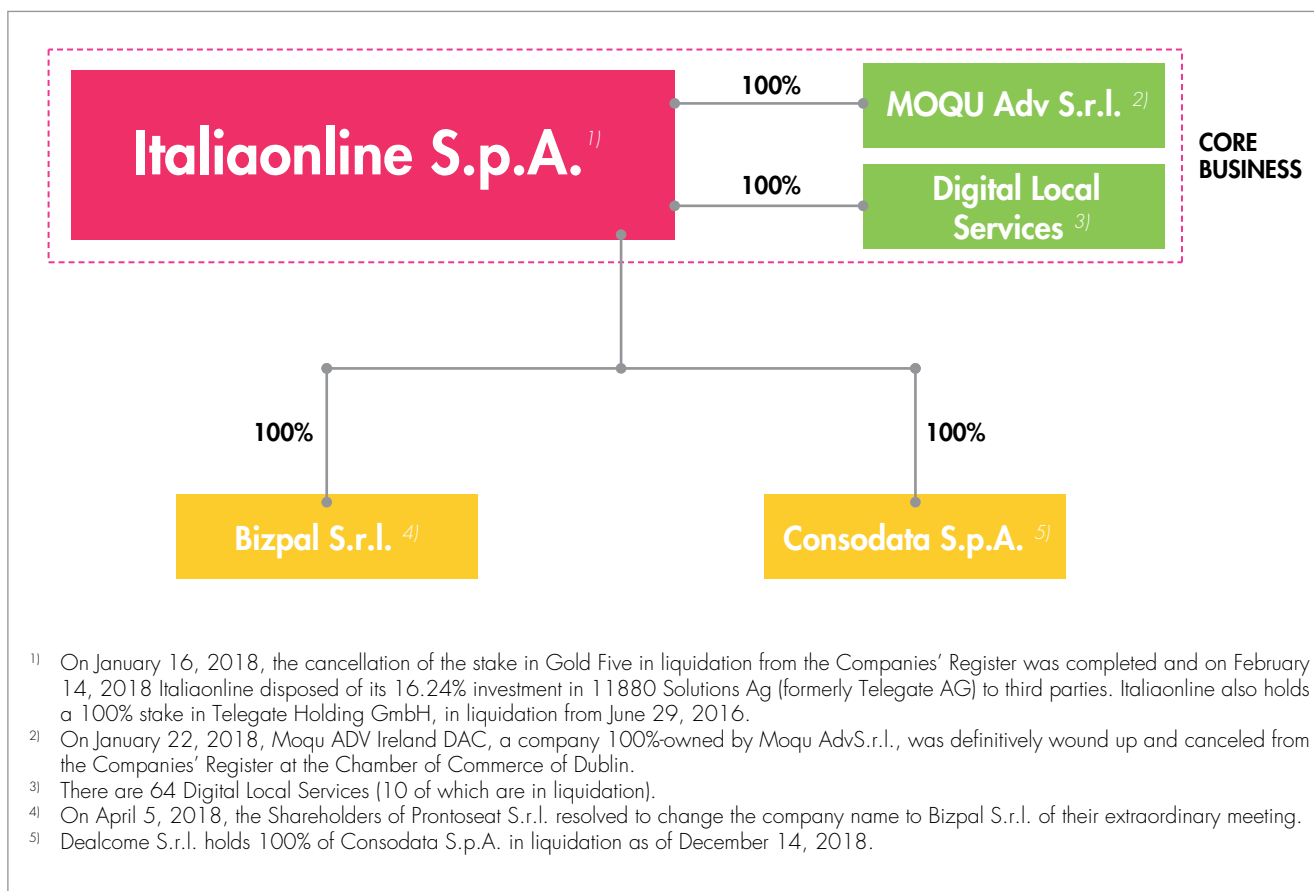 Italiaonline S.p.A. 1)
100%
MOQU Adv S.r.l. 2)
100%
Digital Local
Services 3)
CORE
BUSINESS
100%
100%
Bizpal S.r.l. 4)
Consodata S.p.A. 5)
1) On January 16, 2018, the cancellation of the stake in Gold Five in liquidation from the Companies' Register was completed and on February
14, 2018 Italiaonline disposed of its 16.24% investment in 11880 Solutions Ag (formerly Telegate AG) to third parties. Italiaonline also holds
a 100% stake in Telegate Holding GmbH, in liquidation from June 29, 2016.
2) On January 22, 2018, Moqu ADV Ireland DAC, a company 100%-owned by Moqu AdvS.r.l., was definitively wound up and canceled from
the Companies' Register at the Chamber of Commerce of Dublin.
3) There are 64 Digital Local Services (10 of which are in liquidation).
4) On April 5, 2018, the Shareholders of Prontoseat S.r.l. resolved to change the company name to Bizpal S.r.l. of their extraordinary meeting.
5) Dealcome S.r.l. holds 100% of Consodata S.p.A. in liquidation as of December 14, 2018.